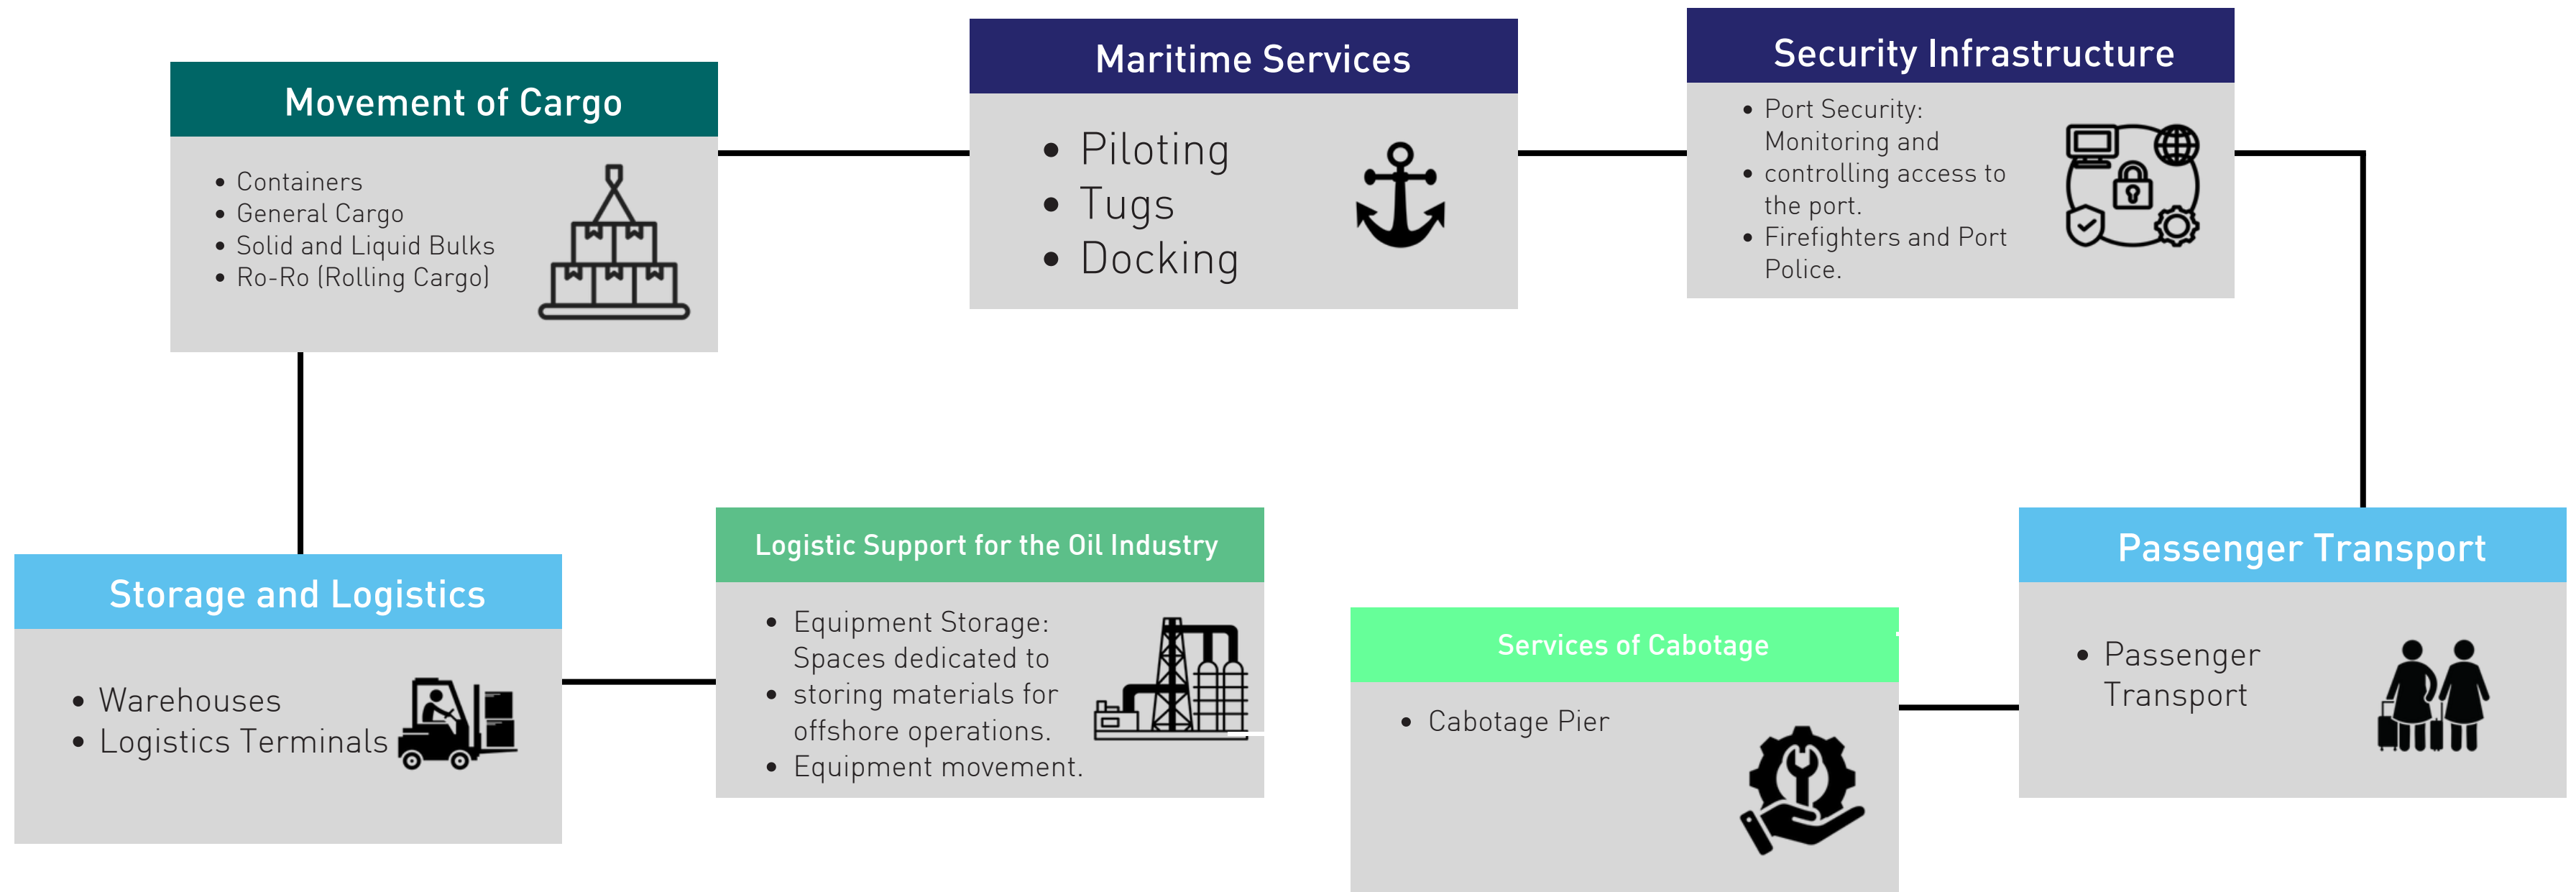 Movement of Cargo
• Containers
• General Cargo
• Solid and Liquid Bulks
• Ro-Ro (Rolling Cargo)
Maritime Services
• Piloting
• Tugs
• Docking
Security Infrastructure
• Port Security:
Monitoring and
• controlling access to
the port.
• Firefighters and Port
Police.
Storage and Logistics
• Warehouses
• Logistics Terminals
Logistic Support for the Oil Industry
• Equipment Storage:
Spaces dedicated to
• storing materials for
offshore operations.
• Equipment movement.
Services of Cabotage
• Cabotage Pier
Passenger Transport
• Passenger
Transport